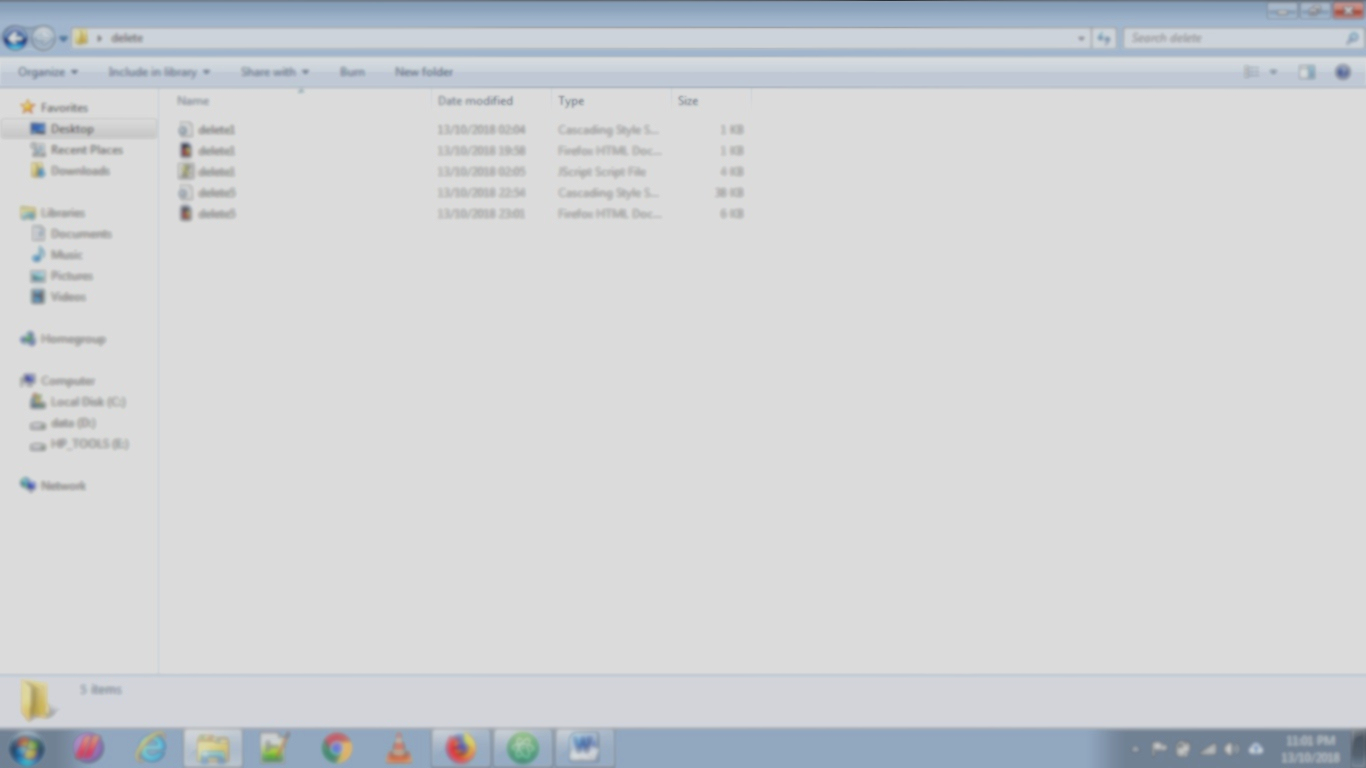 delete
Search delete
Organize Include in library Share with Burn New folder
Name Date modified Type Size
Favorites
Desktop
Recent Places
Downloads
Libraries
Documents
Music
Pictures
Videos
Homegroup
Computer
Local Disk (C:)
data (D:)
HP_TOOLS (E:)
Network
delete1 13/10/2018 02:04 Cascading Style S... 1 KB
delete1 13/10/2018 19:58 Firefox HTML Doc... 1 KB
delete1 13/10/2018 02:05 JScript Script File 4 KB
delete5 13/10/2018 22:54 Cascading Style S... 38 KB
delete5 13/10/2018 23:01 Firefox HTML Doc... 6 KB
5 items
11:01 PM
13/10/2018